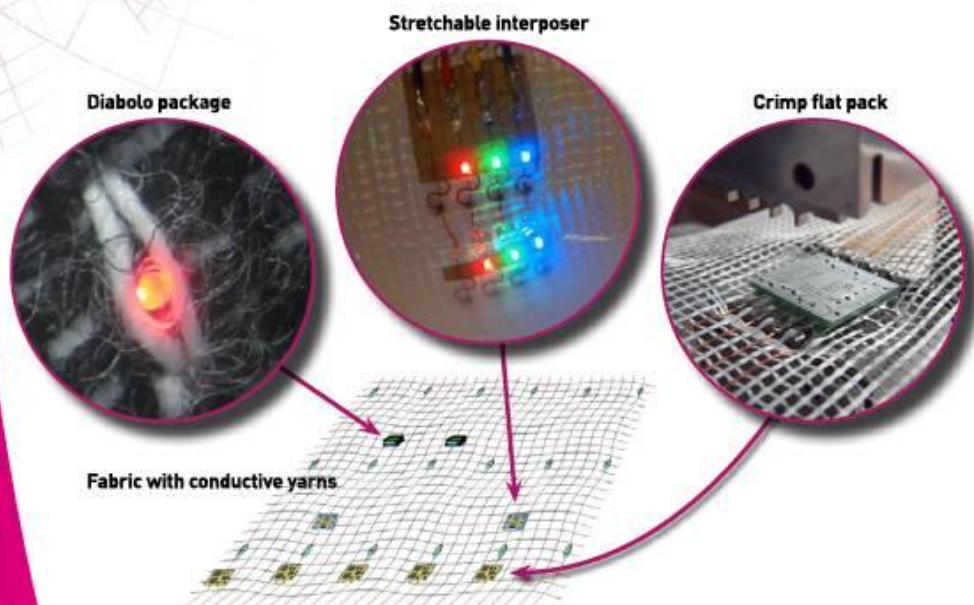 Stretchable interposer
Diabolo package
Crimp flat pack
Fabric with conductive yarns